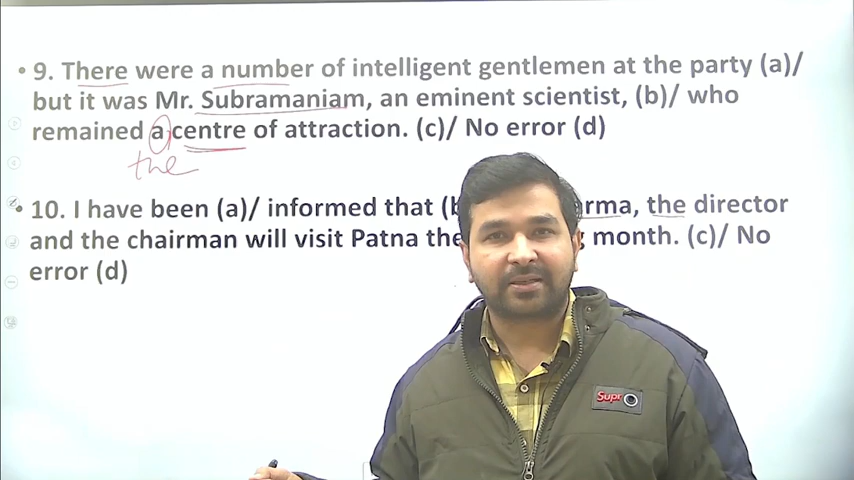 • 9. There were a number of intelligent gentlemen at the party (a)/
but it was Mr. Subramaniam, an eminent scientist, (b)/ who
remained a centre of attraction. (c)/ No error (d)
the
• 10. I have been (a)/ informed that (b rma, the director
and the chairman will visit Patna the month. (c)/ No
error (d)
Supr